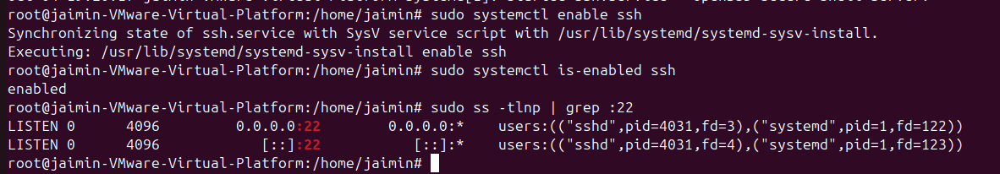 root@jaimin-VMware-Virtual-Platform:/home/jaimin# sudo systemctl enable ssh
Synchronizing state of ssh.service with SysV service script with /usr/lib/systemd/systemd-sysv-install.
Executing: /usr/lib/systemd/systemd-sysv-install enable ssh
root@jaimin-VMware-Virtual-Platform:/home/jaimin# sudo systemctl is-enabled ssh
enabled
root@jaimin-VMware-Virtual-Platform:/home/jaimin# sudo ss -tlnp | grep :22
LISTEN 0      4096         0.0.0.0:22        0.0.0.0:*    users:(("sshd",pid=4031,fd=3),("systemd",pid=1,fd=122))
LISTEN 0      4096            [::]:22           [::]:*    users:(("sshd",pid=4031,fd=4),("systemd",pid=1,fd=123))
root@jaimin-VMware-Virtual-Platform:/home/jaimin#